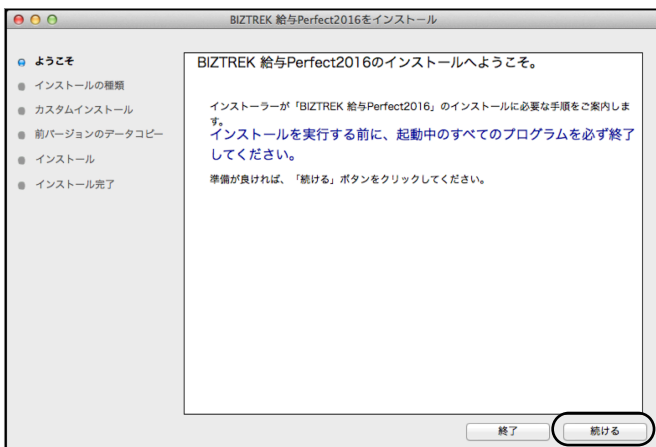 BIZTREK 給与Perfect2016をインストール
ようこそ
インストールの種類
カスタムインストール
前バージョンのデータコピー
インストール
インストール完了
BIZTREK 給与Perfect2016のインストールへようこそ。
インストーラーが「BIZTREK 給与Perfect2016」のインストールに必要な手順をご案内しま
す。
インストールを実行する前に、起動中のすべてのプログラムを必ず終了
してください。
準備が良ければ、「続ける」ボタンをクリックしてください。
終了
続ける